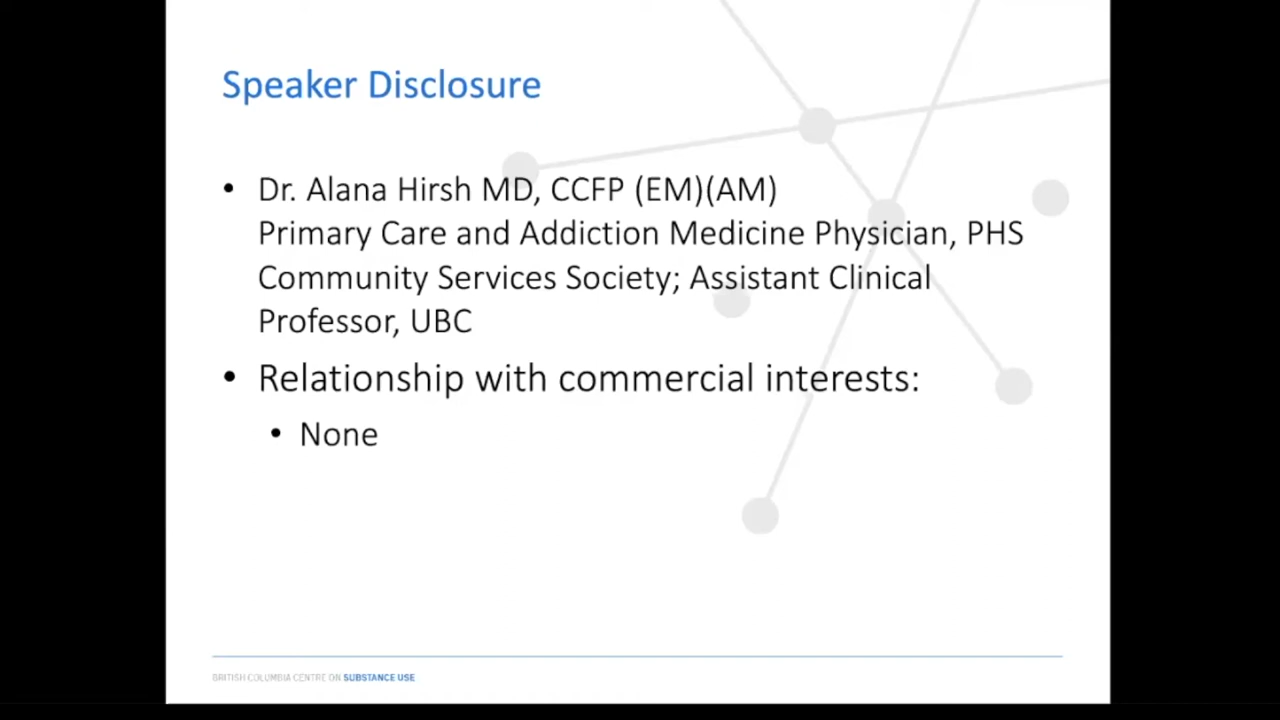 Speaker Disclosure
• Dr. Alana Hirsh MD, CCFP (EM)(AM)
Primary Care and Addiction Medicine Physician, PHS
Community Services Society; Assistant Clinical
Professor, UBC
• Relationship with commercial interests:
• None
BRITISH COLUMBIA CENTRE ON SUBSTANCE USE